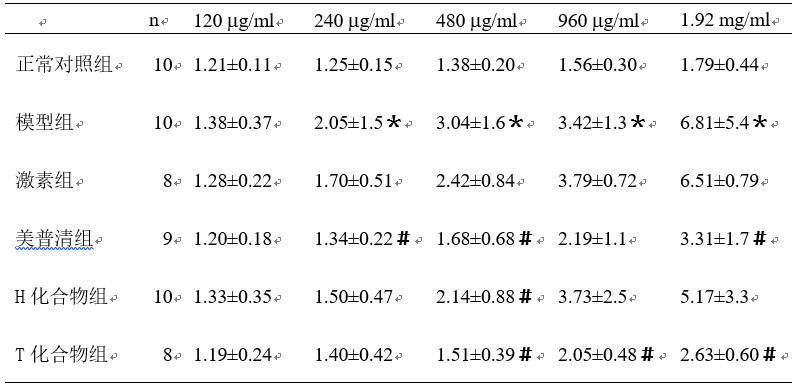 n 120 μg/ml 240 μg/ml 480 μg/ml 960 μg/ml 1.92 mg/ml
正常对照组 10 1.21±0.11 1.25±0.15 1.38±0.20 1.56±0.30 1.79±0.44
模型组 10 1.38±0.37 2.05±1.5* 3.04±1.6* 3.42±1.3* 6.81±5.4*
激素组 8 1.28±0.22 1.70±0.51 2.42±0.84 3.79±0.72 6.51±0.79
美普清组 9 1.20±0.18 1.34±0.22# 1.68±0.68# 2.19±1.1 3.31±1.7#
H 化合物组 10 1.33±0.35 1.50±0.47 2.14±0.88# 3.73±2.5 5.17±3.3
T 化合物组 8 1.19±0.24 1.40±0.42 1.51±0.39# 2.05±0.48# 2.63±0.60#